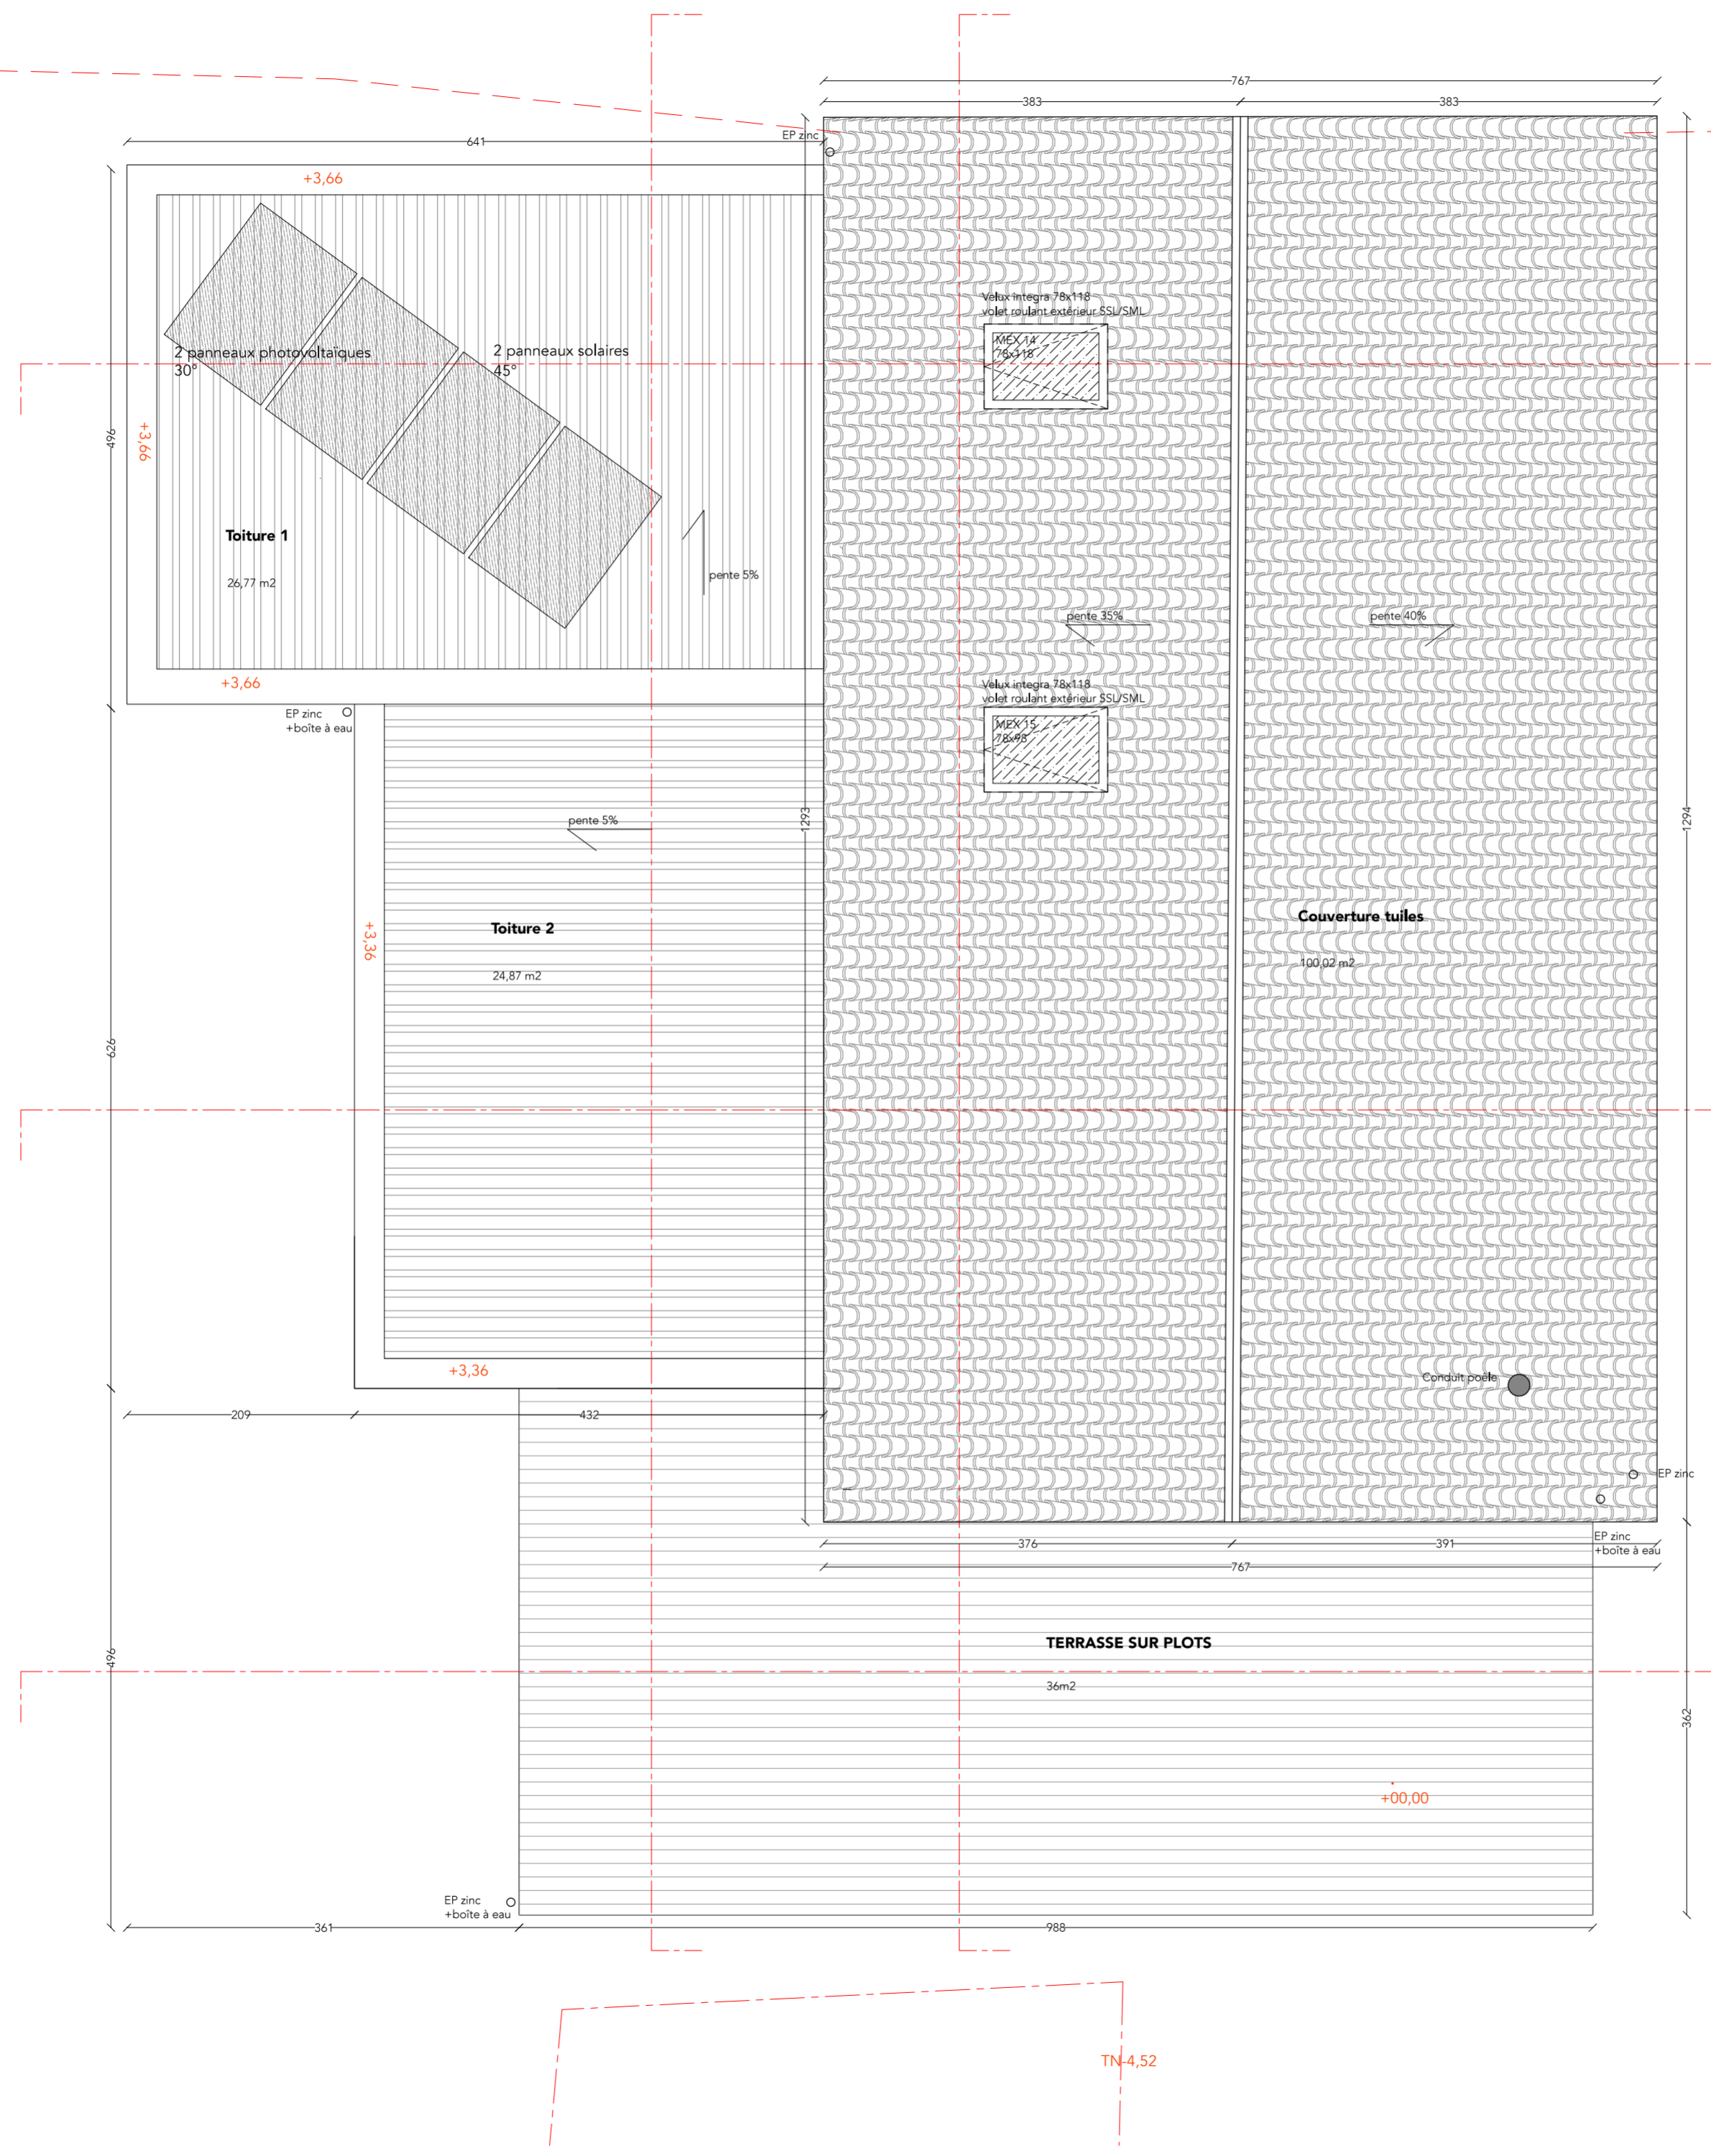 767
383
383
EP zinc
641
+3,66
Velux integra 78x118
volet roulant extérieur SSL/SML
MEX 14
78x118
2 panneaux photovoltaïques
30°
2 panneaux solaires
45°
+3,66
496
Toiture 1
26,77 m2
pente 5%
pente 35%
pente 40%
+3,66
Velux integra 78x118
volet roulant extérieur SSL/SML
EP zinc
+boîte à eau
MEX 15
78x98
pente 5%
1293
1294
+3,36
Toiture 2
24,87 m2
Couverture tuiles
100,02 m2
626
+3,36
Conduit poêle
209
432
EP zinc
376
391
EP zinc
+boîte à eau
767
TERRASSE SUR PLOTS
36m2
496
362
+00,00
EP zinc
+boîte à eau
361
988
TN-4,52